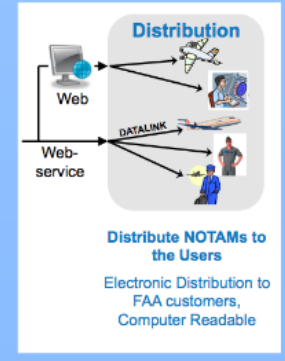 Distribution
Web
DATALINK
Web-
service
Distribute NOTAMs to
the Users
Electronic Distribution to
FAA customers,
Computer Readable